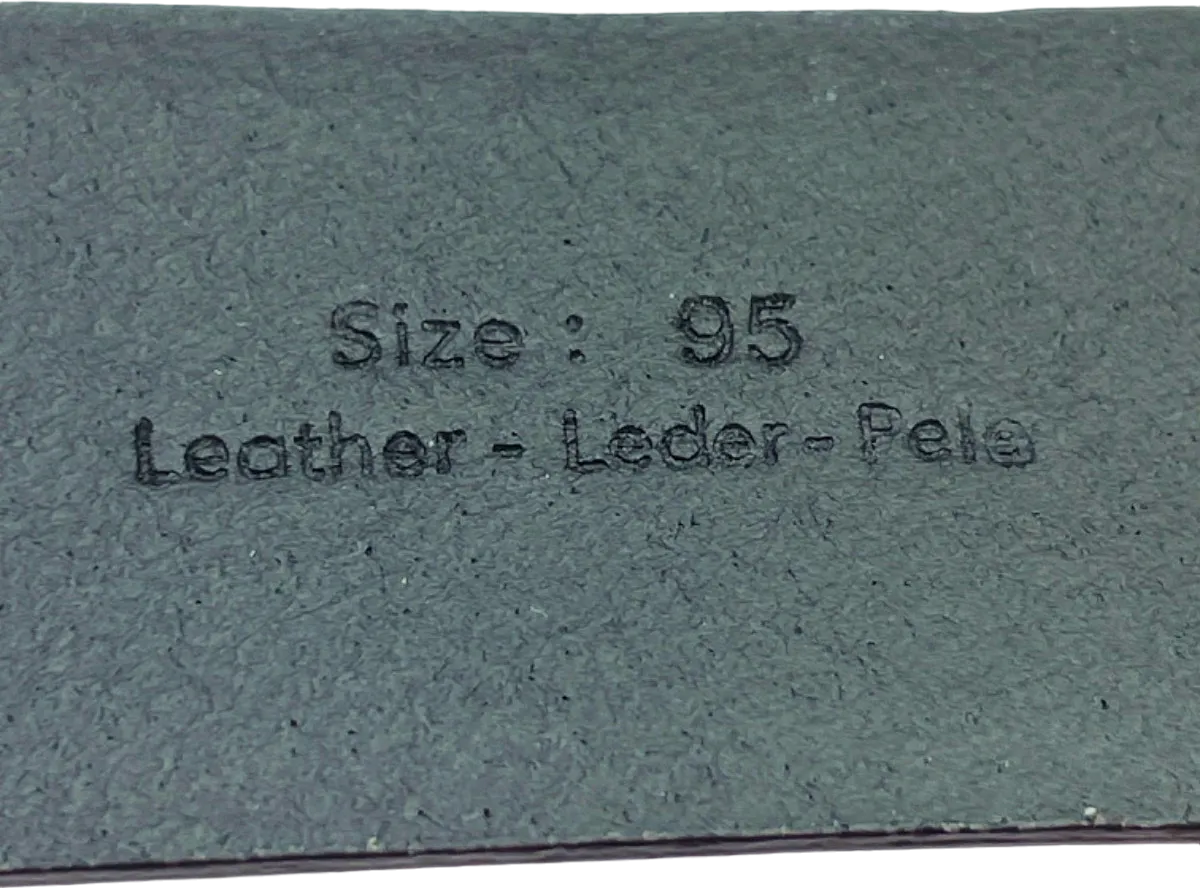 Size : 95
Leather - Leder - Pele